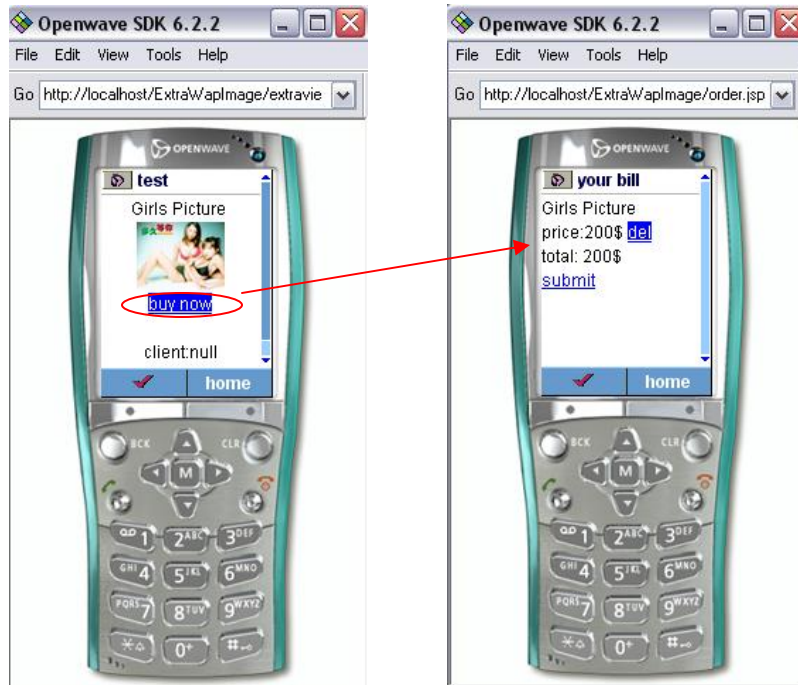 Openwave SDK 6.2.2
File Edit View Tools Help
Go http://localhost/ExtraWapImage/extravie
OPENWAVE
test
Girls Picture
多久等你
buy now
client:null
home
BCK
CLR
M
1
2ABC
3DEF
GHI4
5JKL
6MNO
PQRS7
8TUV
9WXYZ
0+
#
Openwave SDK 6.2.2
File Edit View Tools Help
Go http://localhost/ExtraWapImage/order.jsp
OPENWAVE
your bill
Girls Picture
price:200$ del
total: 200$
submit
home
BCK
CLR
M
1
2ABC
3DEF
GHI4
5JKL
6MNO
PQRS7
8TUV
9WXYZ
0+
#